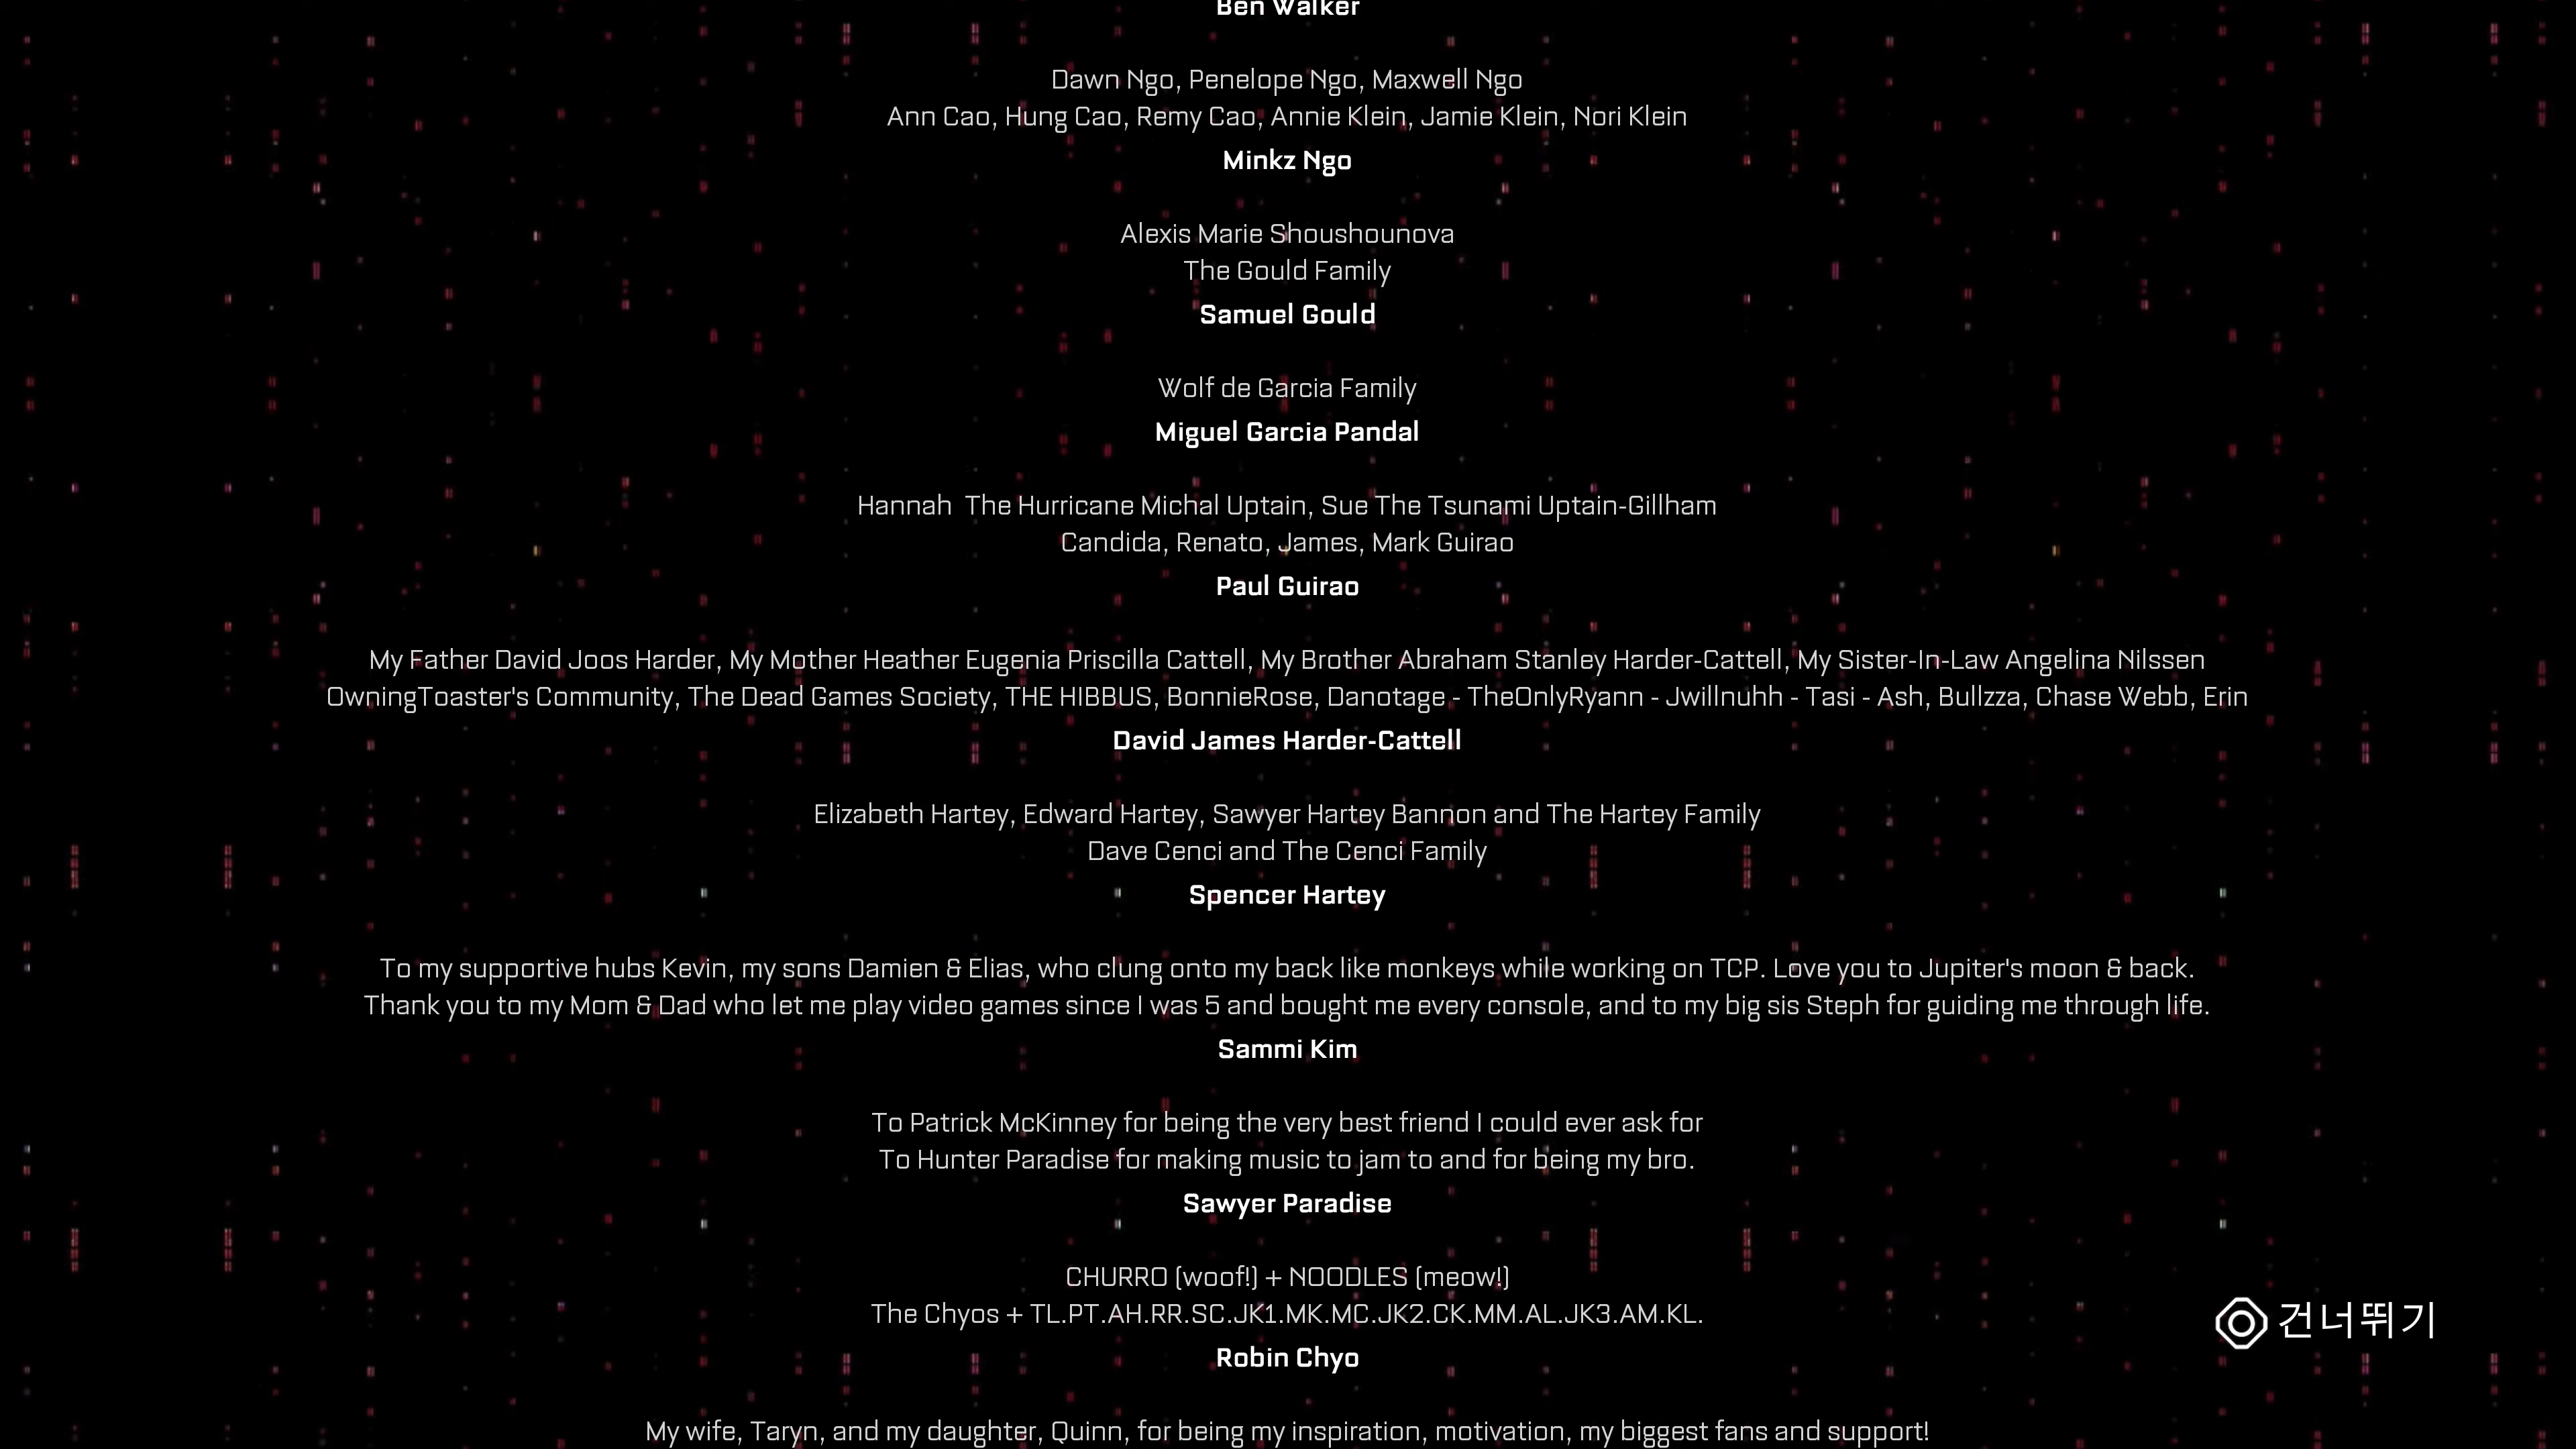 Ben Walker
Dawn Ngo, Penelope Ngo, Maxwell Ngo
Ann Cao, Hung Cao, Remy Cao, Annie Klein, Jamie Klein, Nori Klein
Minkz Ngo
Alexis Marie Shoushounova
The Gould Family
Samuel Gould
Wolf de Garcia Family
Miguel Garcia Pandal
Hannah  The Hurricane Michal Uptain, Sue The Tsunami Uptain-Gillham
Candida, Renato, James, Mark Guirao
Paul Guirao
My Father David Joos Harder, My Mother Heather Eugenia Priscilla Cattell, My Brother Abraham Stanley Harder-Cattell, My Sister-In-Law Angelina Nilssen
OwningToaster's Community, The Dead Games Society, THE HIBBUS, BonnieRose, Danotage - TheOnlyRyann - Jwillnuhh - Tasi - Ash, Bullzza, Chase Webb, Erin
David James Harder-Cattell
Elizabeth Hartey, Edward Hartey, Sawyer Hartey Bannon and The Hartey Family
Dave Cenci and The Cenci Family
Spencer Hartey
To my supportive hubs Kevin, my sons Damien & Elias, who clung onto my back like monkeys while working on TCP. Love you to Jupiter's moon & back.
Thank you to my Mom & Dad who let me play video games since I was 5 and bought me every console, and to my big sis Steph for guiding me through life.
Sammi Kim
To Patrick McKinney for being the very best friend I could ever ask for
To Hunter Paradise for making music to jam to and for being my bro.
Sawyer Paradise
CHURRO (woof!) + NOODLES (meow!)
The Chyos + TL.PT.AH.RR.SC.JK1.MK.MC.JK2.CK.MM.AL.JK3.AM.KL.
건너뛰기
Robin Chyo
My wife, Taryn, and my daughter, Quinn, for being my inspiration, motivation, my biggest fans and support!